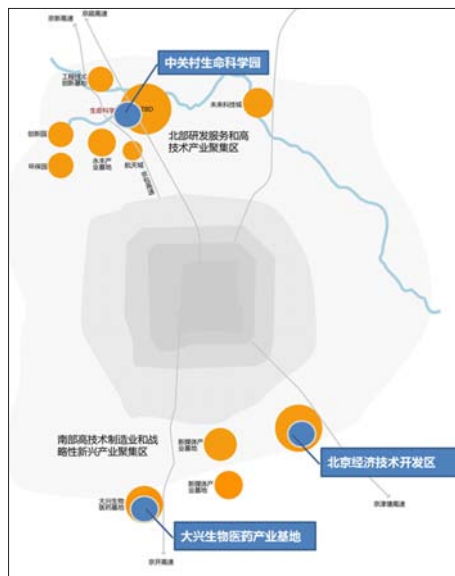 京新高速
京藏高速
中关村生命科学园
工程技术
创新基地
TBD
生命科学
未来科技城
创新园
北部研发服务和高
技术产业聚集区
环保园
永丰产
业基地
航天城
南部高技术制造业和战
略性新兴产业聚集区
新媒体产
业基地
北京经济技术开发区
新媒体产
业基地
大兴生物
医药基地
京津塘高速
大兴生物医药产业基地
京开高速